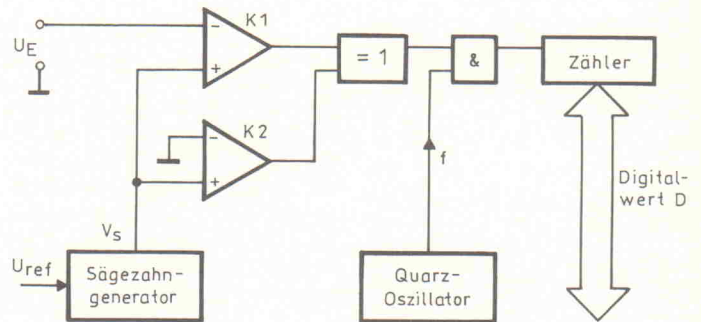 K1
-
U_E
+
= 1
&
Zähler
K2
-
+
f
Digital-
wert D
V_S
U_ref
Sägezahn-
generator
Quarz-
Oszillator